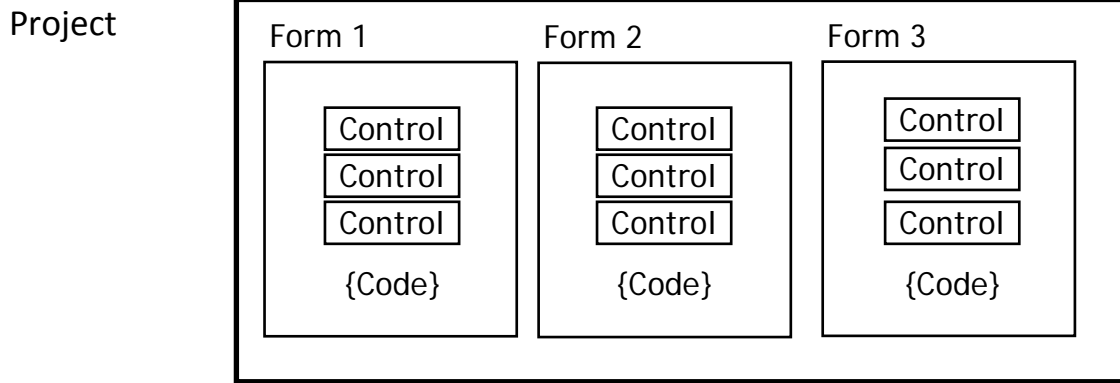 Project
Form 1
Control
Control
Control
{Code}
Form 2
Control
Control
Control
{Code}
Form 3
Control
Control
Control
{Code}